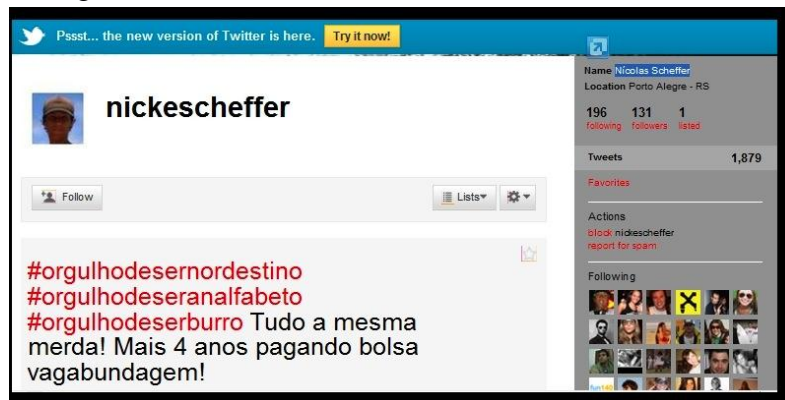 Pssst... the new version of Twitter is here. Try it now!
nickescheffer
Follow
Lists
#orgulhodesernordestino
#orgulhodeseranalfabeto
#orgulhodeserburro Tudo a mesma
merda! Mais 4 anos pagando bolsa
vagabundagem!
Name Nícolas Scheffer
Location Porto Alegre - RS
196 131 1
following followers listed
Tweets 1,879
Favorites
Actions
block nickescheffer
report for spam
Following
fun140